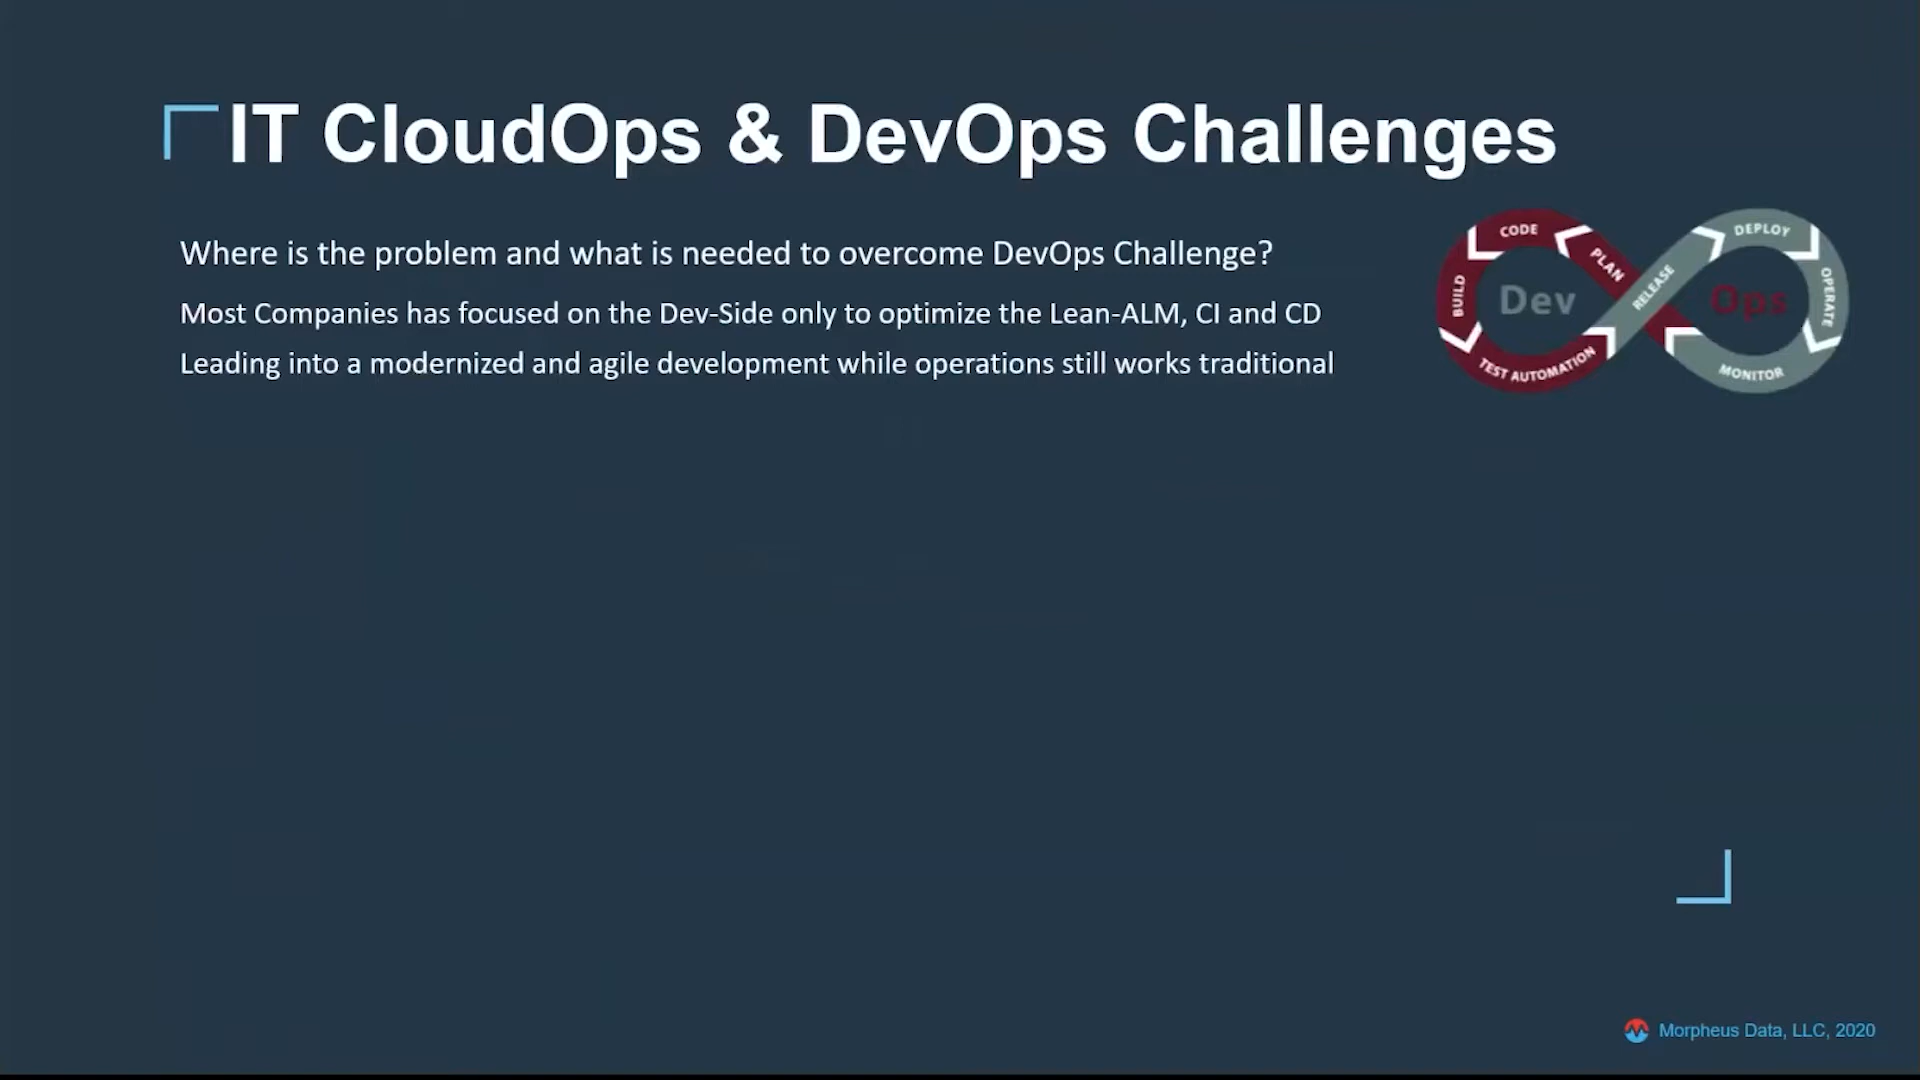 IT CloudOps & DevOps Challenges
Where is the problem and what is needed to overcome DevOps Challenge?
Most Companies has focused on the Dev-Side only to optimize the Lean-ALM, CI and CD
Leading into a modernized and agile development while operations still works traditional
CODE
PLAN
BUILD
Dev
TEST AUTOMATION
RELEASE
DEPLOY
Ops
OPERATE
MONITOR
Morpheus Data, LLC, 2020